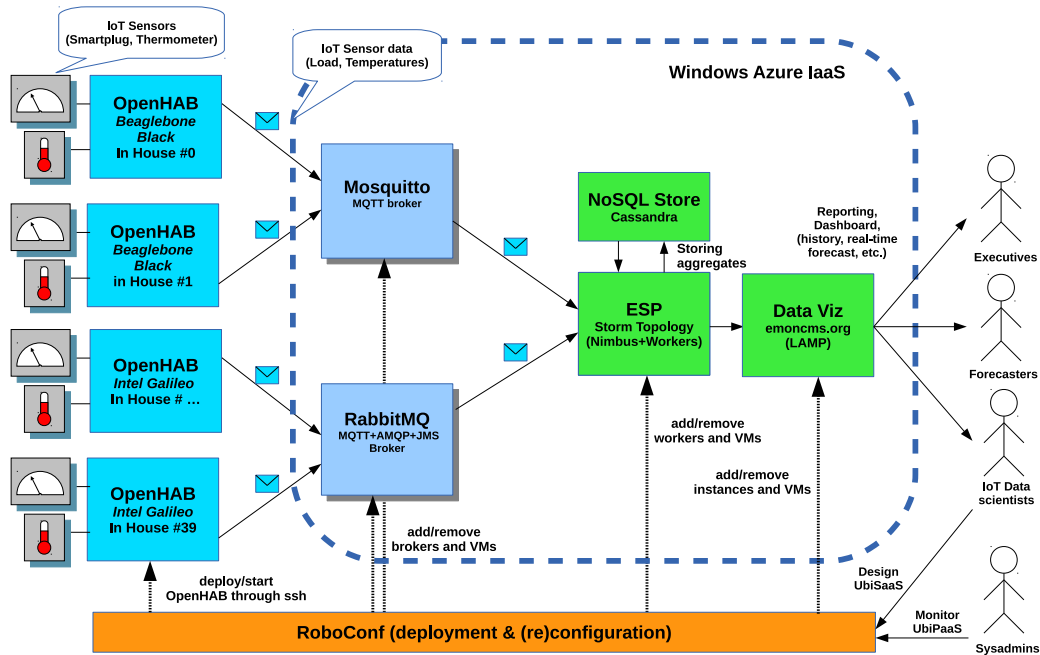 IoT Sensors
(Smartplug, Thermometer)
IoT Sensor data
(Load, Temperatures)
Windows Azure IaaS
OpenHAB
Beaglebone
Black
In House #0
OpenHAB
Beaglebone
Black
in House #1
OpenHAB
Intel Galileo
In House # ...
OpenHAB
Intel Galileo
In House #39
Mosquitto
MQTT broker
RabbitMQ
MQTT+AMQP+JMS
Broker
NoSQL Store
Cassandra
Storing
aggregates
ESP
Storm Topology
(Nimbus+Workers)
Data Viz
emoncms.org
(LAMP)
Reporting,
Dashboard,
(history, real-time
forecast, etc.)
Executives
Forecasters
IoT Data
scientists
Sysadmins
add/remove
workers and VMs
add/remove
instances and VMs
add/remove
brokers and VMs
deploy/start
OpenHAB through ssh
Design
UbiSaaS
Monitor
UbiPaaS
RoboConf (deployment & (re)configuration)